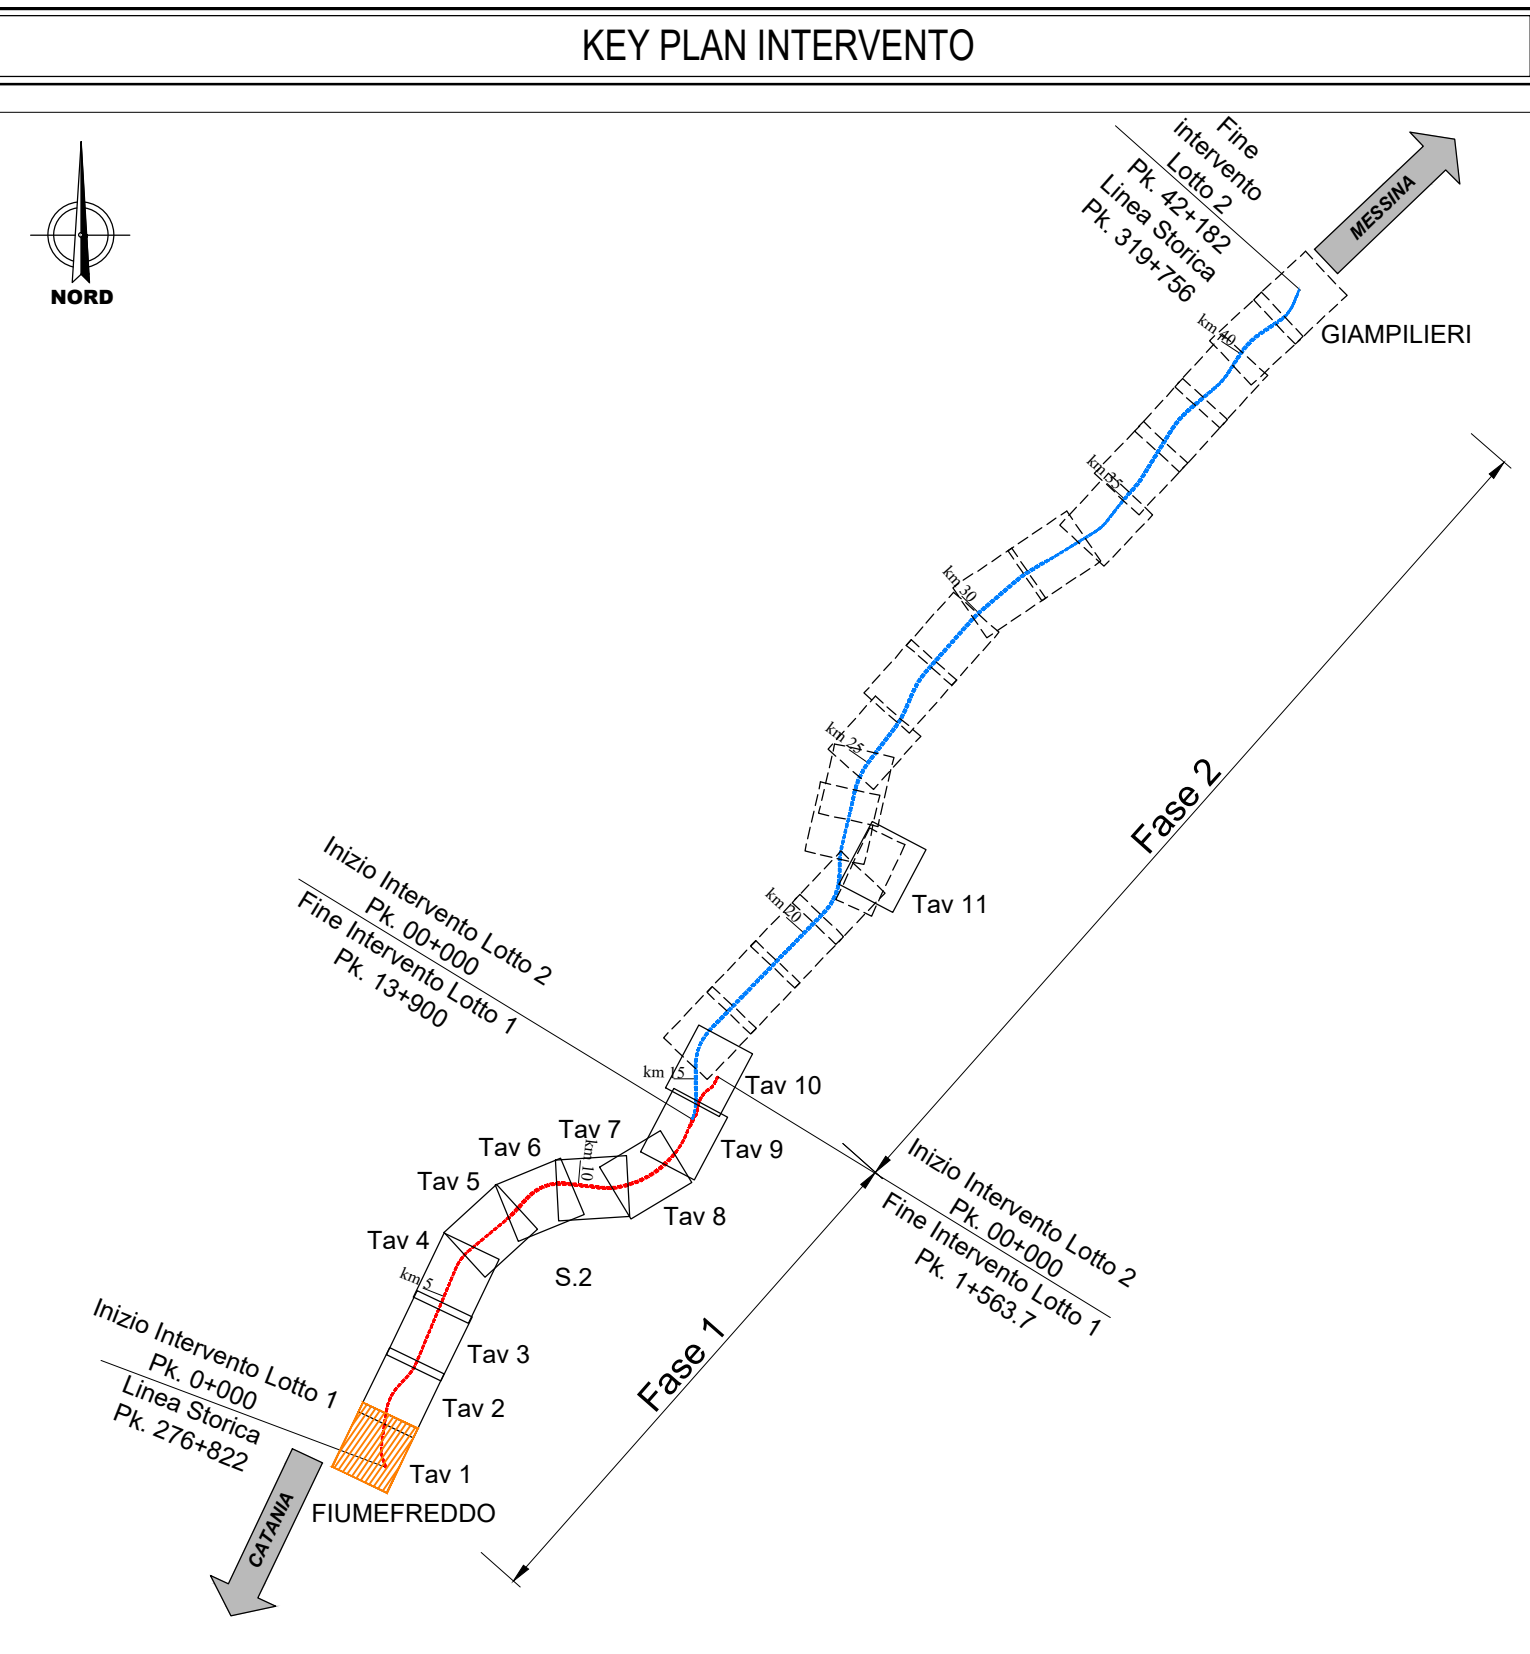 KEY PLAN INTERVENTO
NORD
Fine
intervento
Lotto 2
Pk. 42+182
Linea Storica
Pk. 319+756
MESSINA
GIAMPILIERI
km 40
km 35
km 30
km 25
km 20
Fase 2
Tav 11
Inizio Intervento Lotto 2
Pk. 00+000
Fine Intervento Lotto 1
Pk. 13+900
km 15
Tav 10
Tav 9
Tav 7
km 10
Tav 6
Tav 5
Tav 8
Tav 4
S.2
km 5
Inizio Intervento Lotto 2
Pk. 00+000
Fine Intervento Lotto 1
Pk. 1+563.7
Fase 1
Tav 3
Tav 2
Inizio Intervento Lotto 1
Pk. 0+000
Linea Storica
Pk. 276+822
Tav 1
FIUMEFREDDO
CATANIA